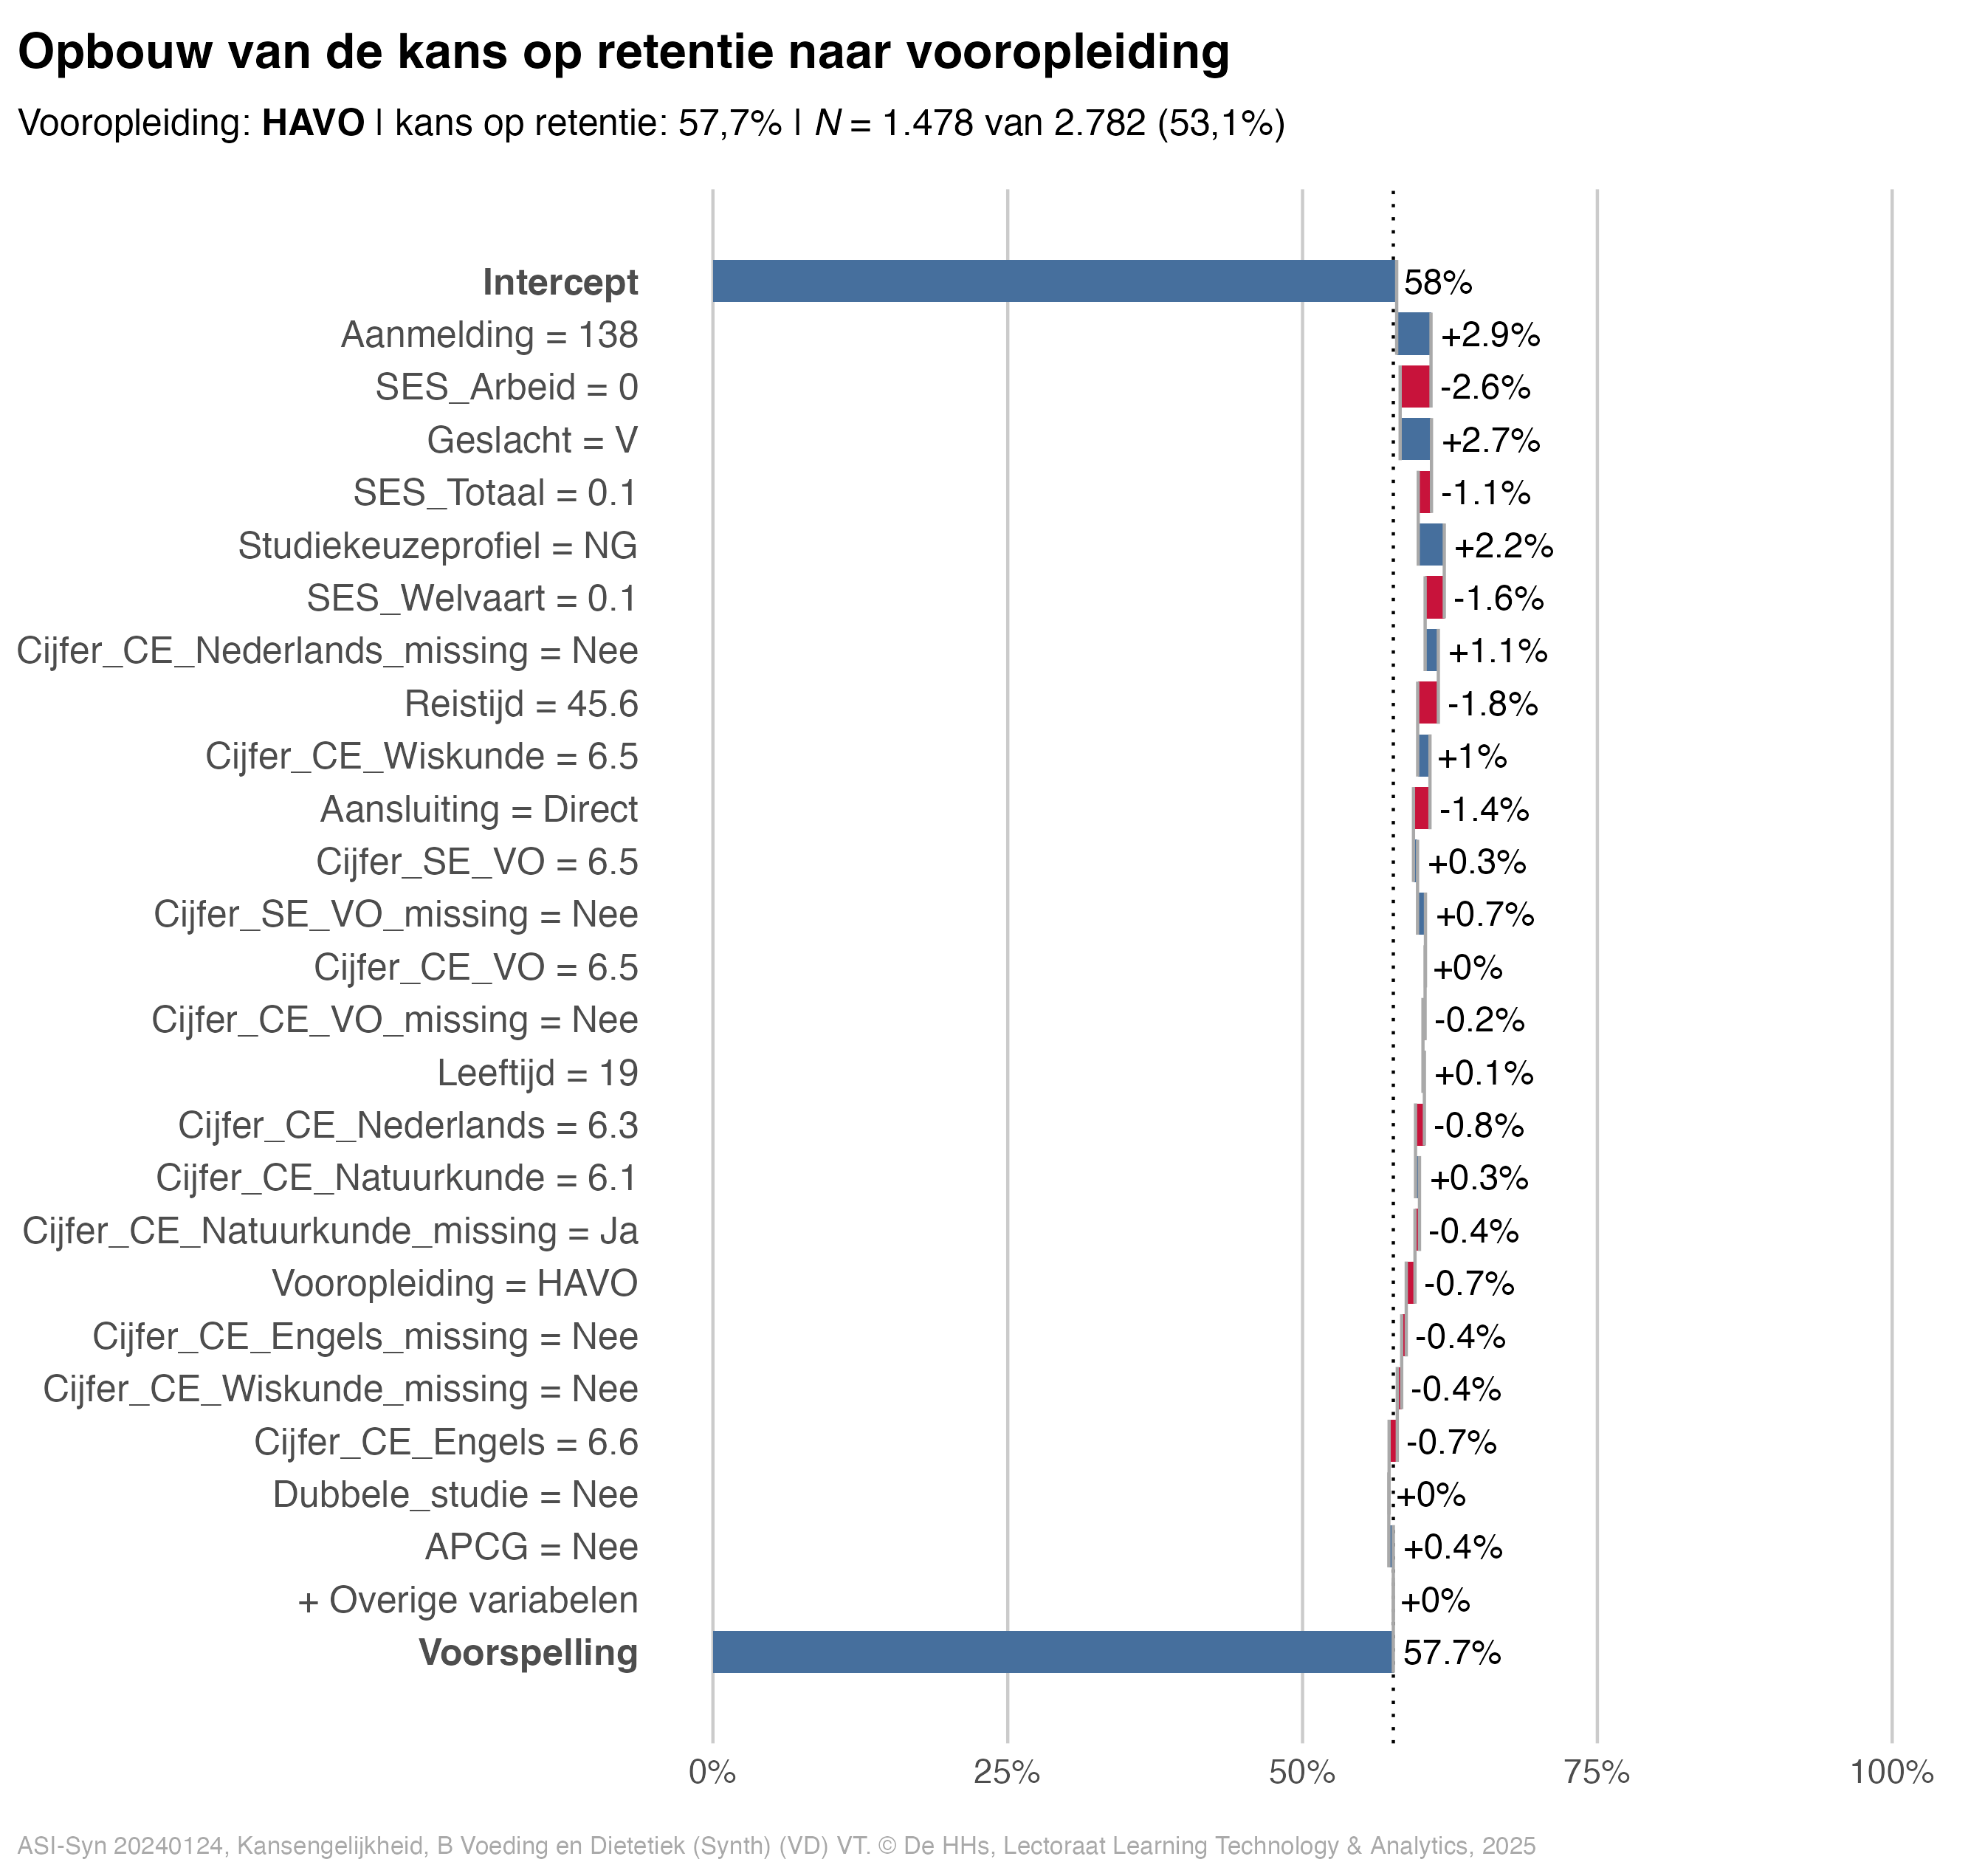 Opbouw van de kans op retentie naar vooropleiding
Vooropleiding: HAVO | kans op retentie: 57,7% | N = 1.478 van 2.782 (53,1%)
Intercept 58%
Aanmelding = 138 +2.9%
SES_Arbeid = 0 -2.6%
Geslacht = V +2.7%
SES_Totaal = 0.1 -1.1%
Studiekeuzeprofiel = NG +2.2%
SES_Welvaart = 0.1 -1.6%
Cijfer_CE_Nederlands_missing = Nee +1.1%
Reistijd = 45.6 -1.8%
Cijfer_CE_Wiskunde = 6.5 +1%
Aansluiting = Direct -1.4%
Cijfer_SE_VO = 6.5 +0.3%
Cijfer_SE_VO_missing = Nee +0.7%
Cijfer_CE_VO = 6.5 +0%
Cijfer_CE_VO_missing = Nee -0.2%
Leeftijd = 19 +0.1%
Cijfer_CE_Nederlands = 6.3 -0.8%
Cijfer_CE_Natuurkunde = 6.1 +0.3%
Cijfer_CE_Natuurkunde_missing = Ja -0.4%
Vooropleiding = HAVO -0.7%
Cijfer_CE_Engels_missing = Nee -0.4%
Cijfer_CE_Wiskunde_missing = Nee -0.4%
Cijfer_CE_Engels = 6.6 -0.7%
Dubbele_studie = Nee +0%
APCG = Nee +0.4%
+ Overige variabelen +0%
Voorspelling 57.7%
0% 25% 50% 75% 100%
ASI-Syn 20240124, Kansengelijkheid, B Voeding en Dietetiek (Synth) (VD) VT. © De HHs, Lectoraat Learning Technology & Analytics, 2025